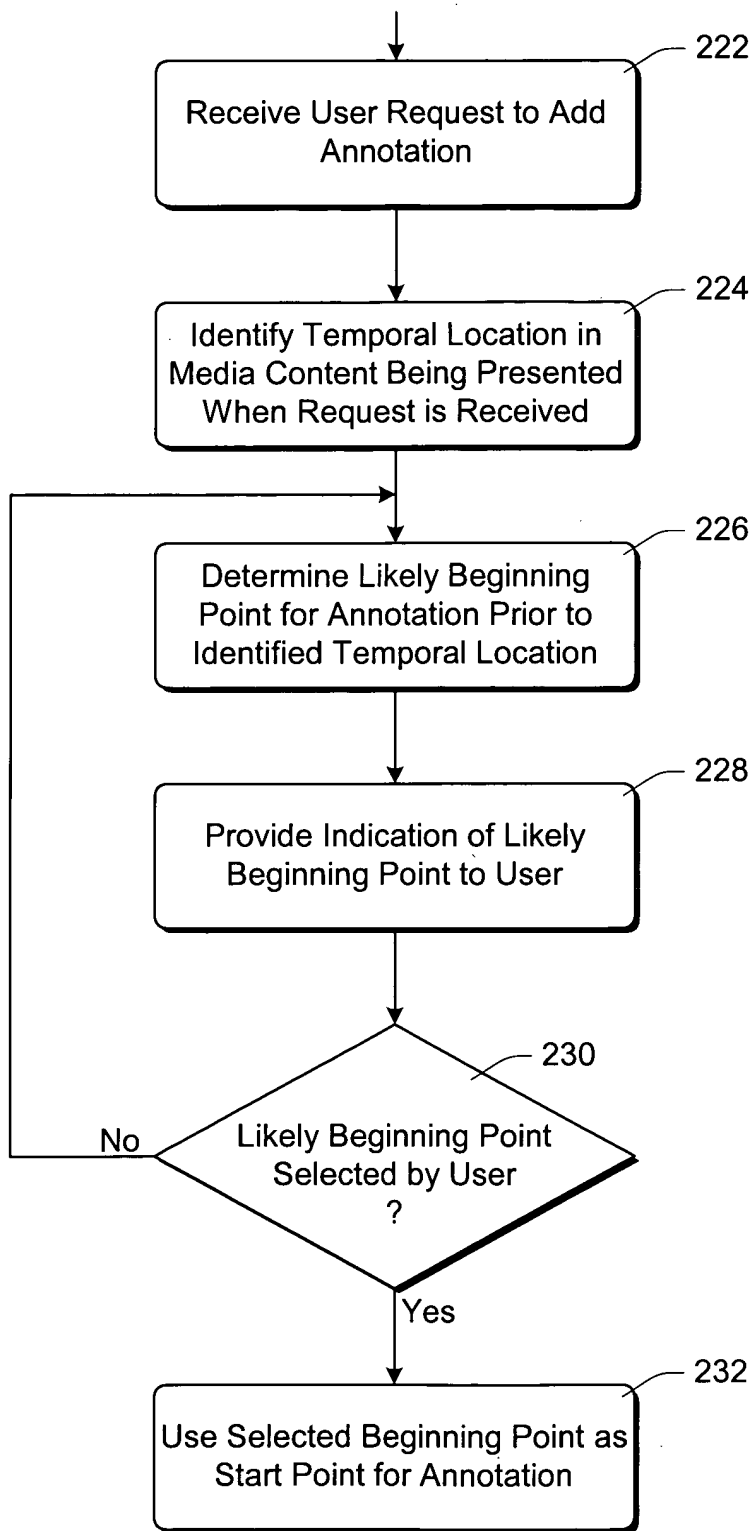 222
Receive User Request to Add
Annotation
224
Identify Temporal Location in
Media Content Being Presented
When Request is Received
226
Determine Likely Beginning
Point for Annotation Prior to
Identified Temporal Location
228
Provide Indication of Likely
Beginning Point to User
230
No
Likely Beginning Point
Selected by User
?
Yes
232
Use Selected Beginning Point as
Start Point for Annotation